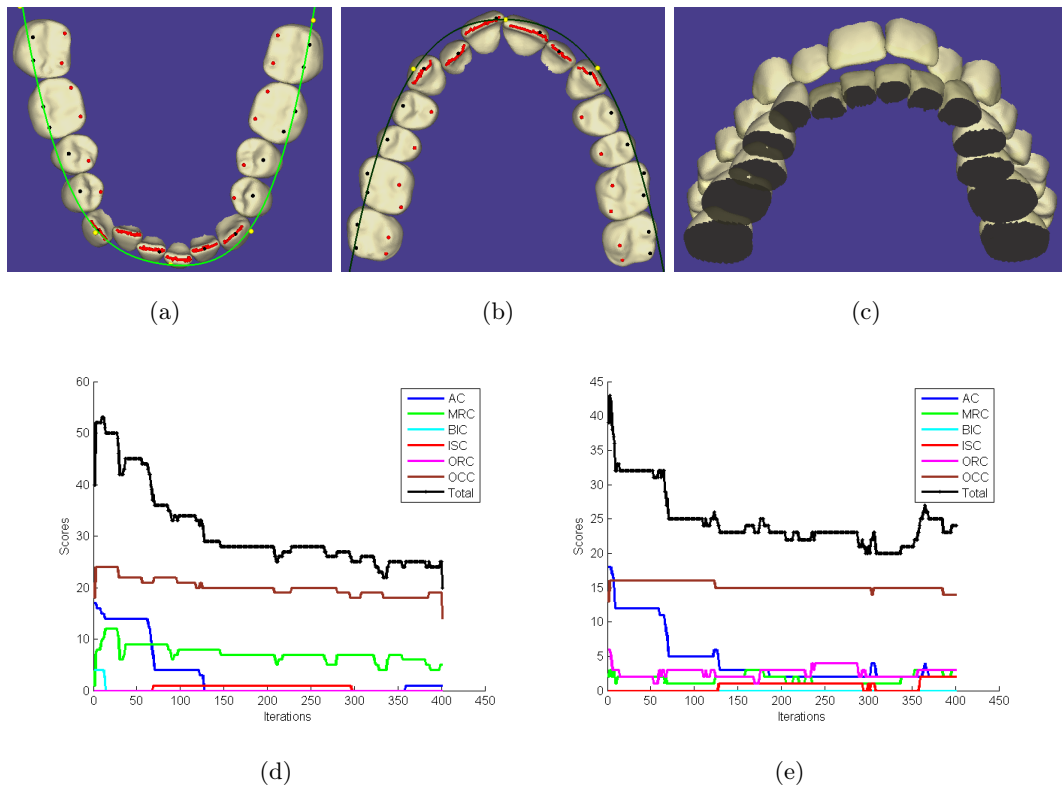 (a)
(b)
(c)
60
50
40
30
20
10
0
Scores
0 50 100 150 200 250 300 350 400 450
Iterations
AC
MRC
BIC
ISC
ORC
OCC
Total
45
40
35
30
25
20
15
10
5
0
Scores
0 50 100 150 200 250 300 350 400 450
Iterations
AC
MRC
BIC
ISC
ORC
OCC
Total
(d)
(e)